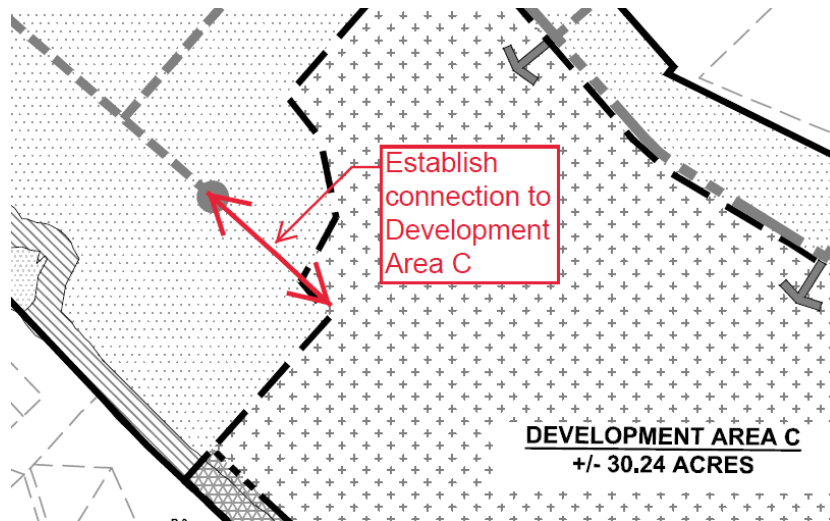 Establish
connection to
Development
Area C
DEVELOPMENT AREA C
+/- 30.24 ACRES